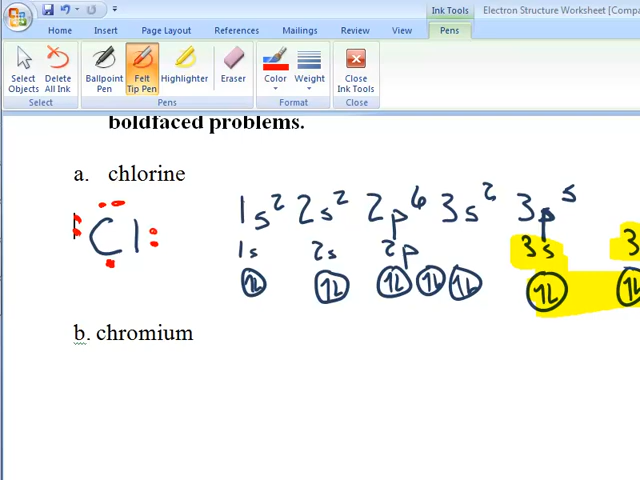 Ink Tools
Electron Structure Worksheet [Compa
Home Insert Page Layout References Mailings Review View Pens
Select Objects
Delete All Ink
Ballpoint Pen
Felt Tip Pen
Highlighter
Eraser
Color
Weight
Close Ink Tools
Select Pens Format Close
boldfaced problems.
a. chlorine
Cl 1s² 2s² 2p⁶ 3s² 3p⁵
1s 2s 2p 3s 3
b. chromium